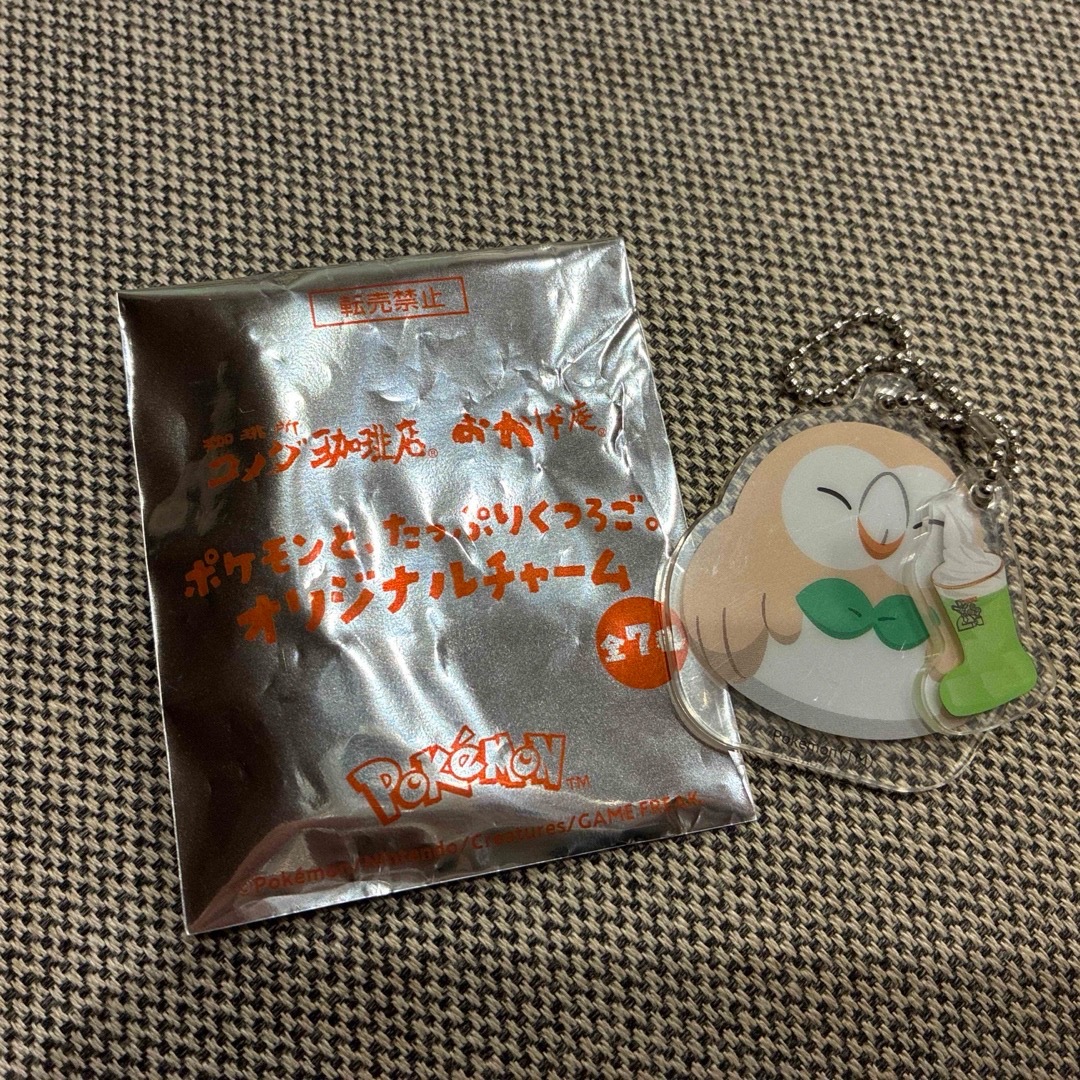 転売禁止
珈琲所
コメダ珈琲店® おかげ庵®
ポケモンと、たっぷりくつろご。
オリジナルチャーム
全7種
POKéMON™
©Pokémon/Nintendo/Creatures/GAME FREAK